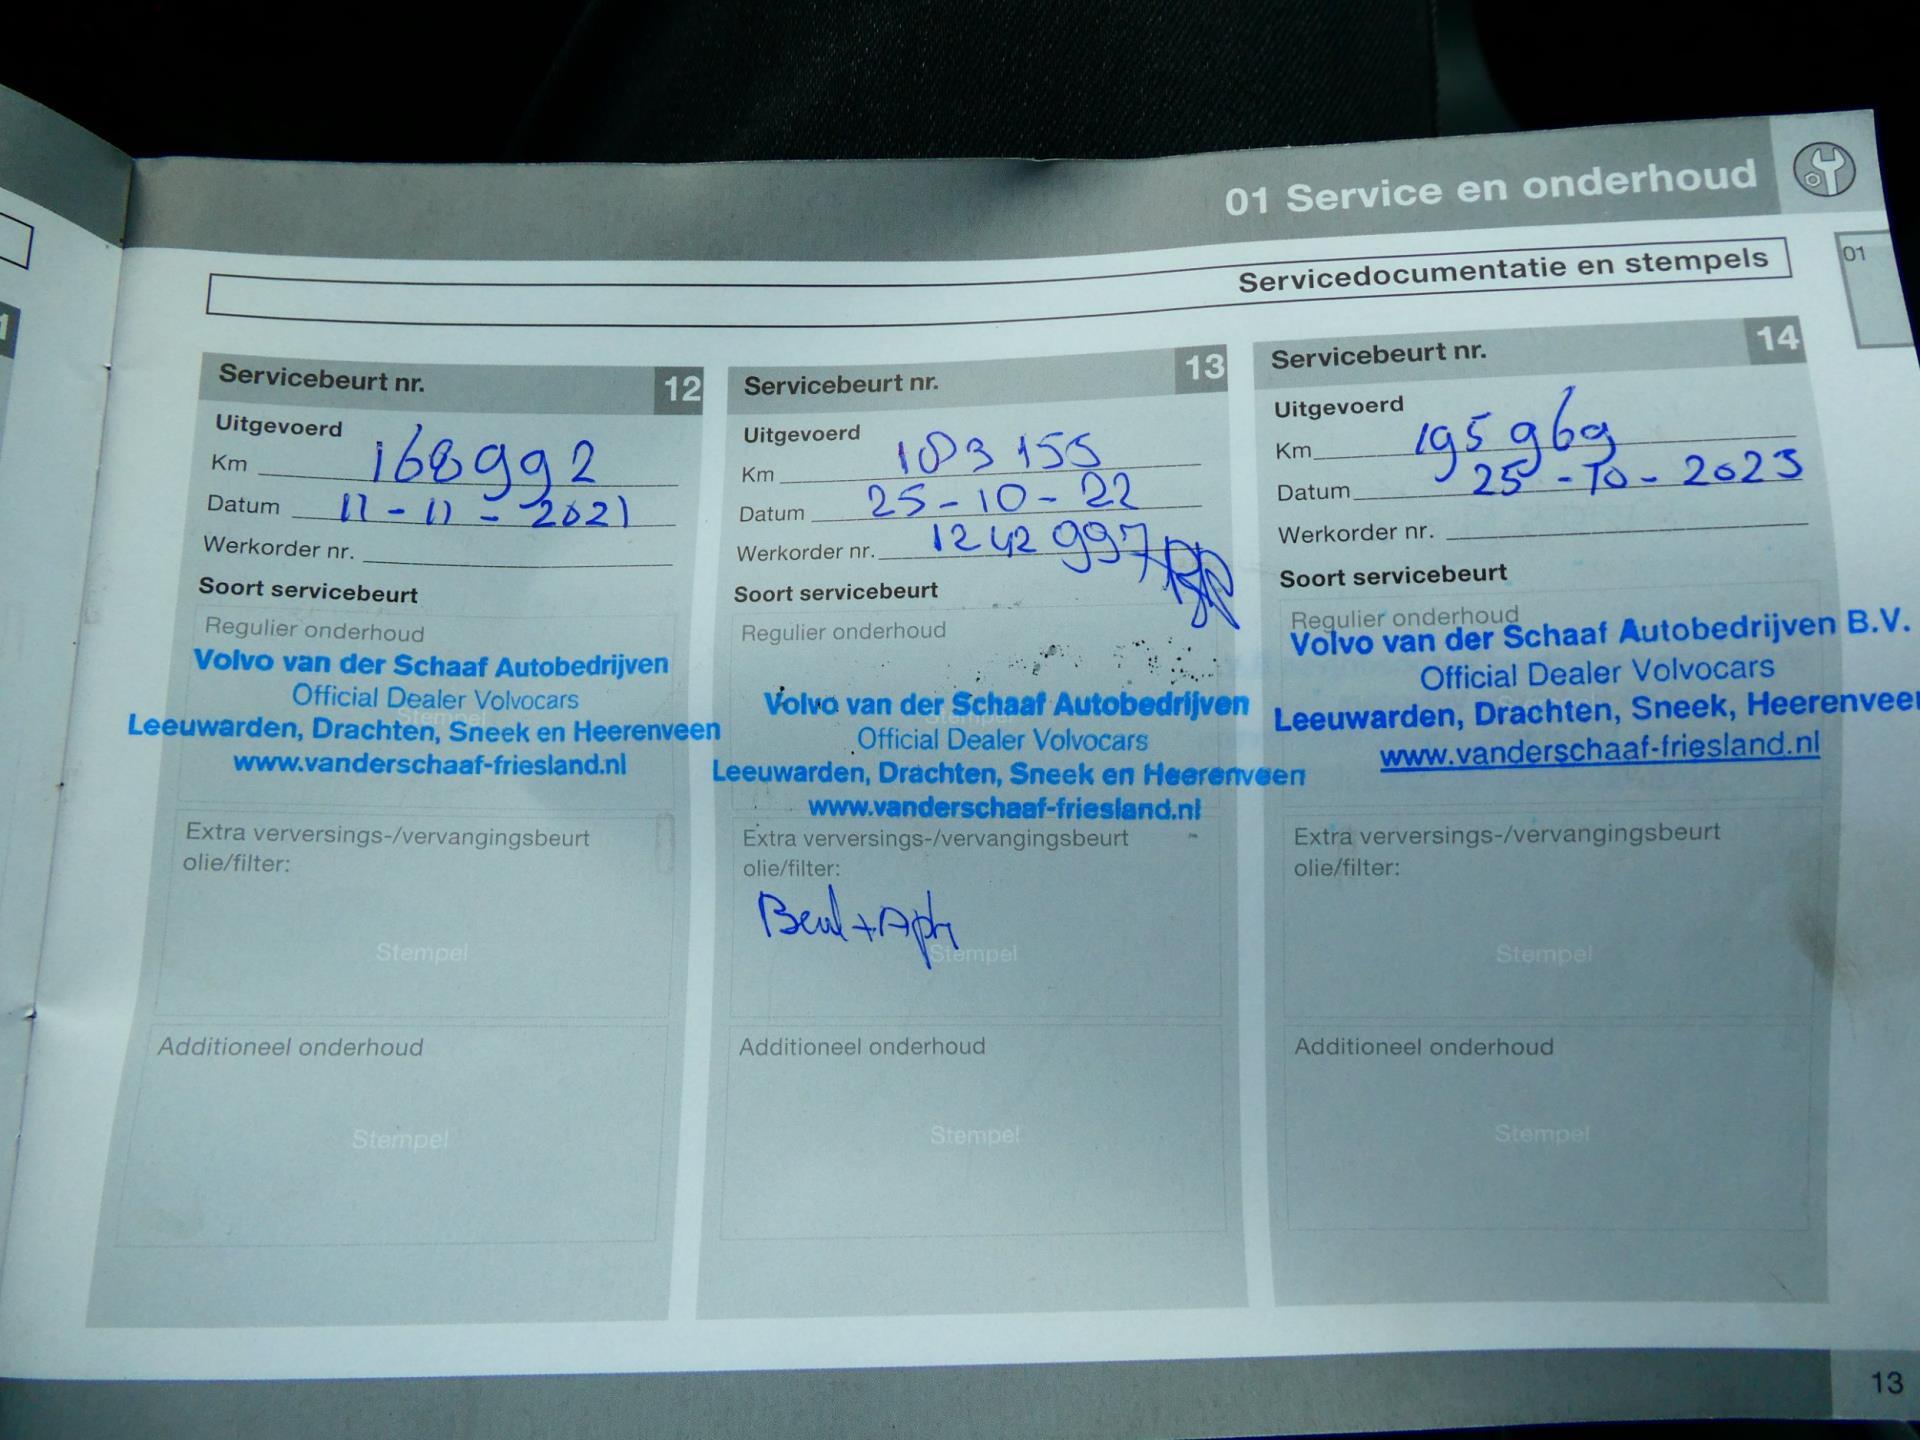 01 Service en onderhoud
Servicedocumentatie en stempels
01
1
Servicebeurt nr. 12
Uitgevoerd
Km 168992
Datum 11-11-2021
Werkorder nr.
Soort servicebeurt
Regulier onderhoud
Volvo van der Schaaf Autobedrijven
Official Dealer Volvocars
Stempel
Leeuwarden, Drachten, Sneek en Heerenveen
www.vanderschaaf-friesland.nl
Extra verversings-/vervangingsbeurt
olie/filter:
Stempel
Additioneel onderhoud
Stempel
Servicebeurt nr. 13
Uitgevoerd
Km 183155
Datum 25-10-22
Werkorder nr. 1242997
Soort servicebeurt
Regulier onderhoud
Volvo van der Schaaf Autobedrijven
Stempel
Official Dealer Volvocars
Leeuwarden, Drachten, Sneek en Heerenveen
www.vanderschaaf-friesland.nl
Extra verversings-/vervangingsbeurt
olie/filter:
Stempel
Additioneel onderhoud
Stempel
Servicebeurt nr. 14
Uitgevoerd
Km 195969
Datum 25-10-2023
Werkorder nr.
Soort servicebeurt
Regulier onderhoud
Volvo van der Schaaf Autobedrijven B.V.
Official Dealer Volvocars
Leeuwarden, Drachten, Sneek, Heerenveen
www.vanderschaaf-friesland.nl
Extra verversings-/vervangingsbeurt
olie/filter:
Stempel
Additioneel onderhoud
Stempel
13